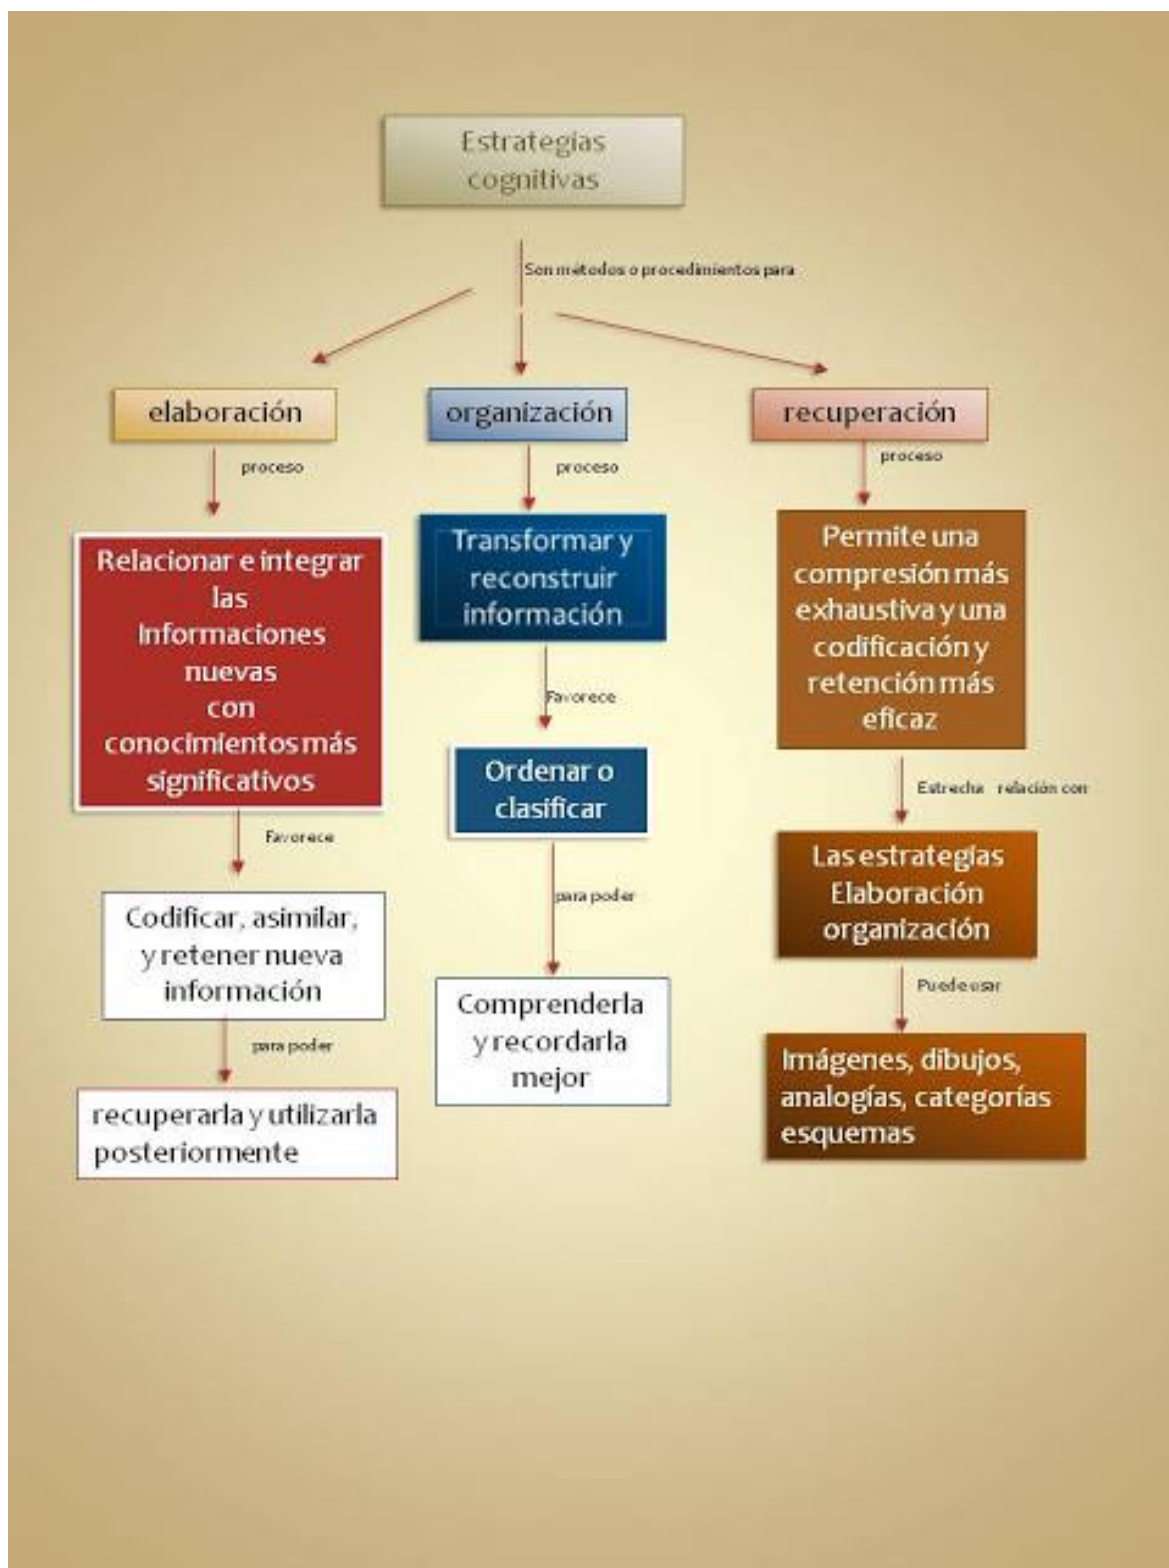 Estrategias
cognitivas
Son métodos o procedimientos para
elaboración
proceso
Relacionar e integrar
las
Informaciones
nuevas
con
conocimientos más
significativos
Favorece
Codificar, asimilar,
y retener nueva
información
para poder
recuperarla y utilizarla
posteriormente
organización
proceso
Transformar y
reconstruir
información
Favorece
Ordenar o
clasificar
para poder
Comprenderla
y recordarla
mejor
recuperación
proceso
Permite una
compresión más
exhaustiva y una
codificación y
retención más
eficaz
Estrecha relación con
Las estrategias
Elaboración
organización
Puede usar
Imágenes, dibujos,
analogías, categorías
esquemas